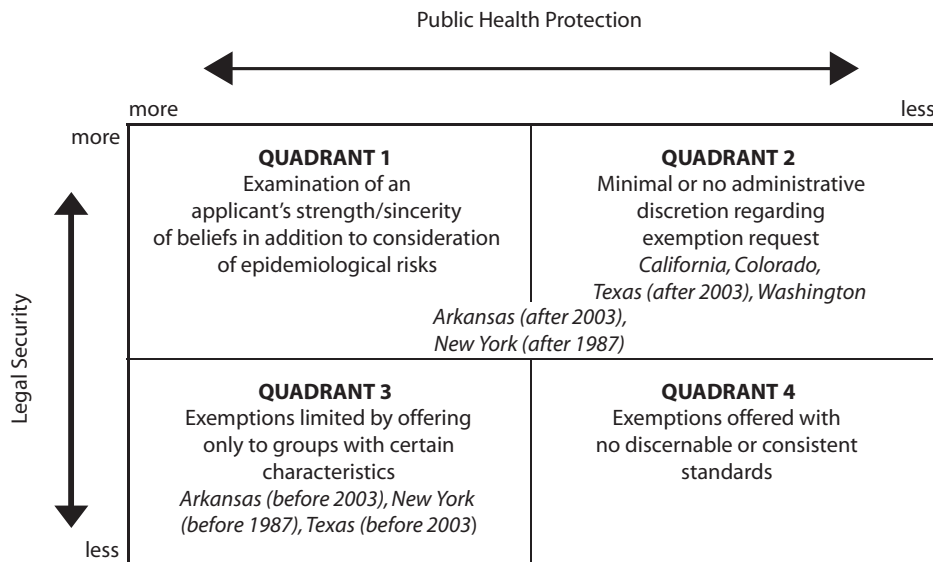 Public Health Protection
more
less
more
QUADRANT 1
Examination of an
applicant's strength/sincerity
of beliefs in addition to consideration
of epidemiological risks
QUADRANT 2
Minimal or no administrative
discretion regarding
exemption request
California, Colorado,
Texas (after 2003), Washington
Arkansas (after 2003),
New York (after 1987)
Legal Security
QUADRANT 3
Exemptions limited by offering
only to groups with certain
characteristics
Arkansas (before 2003), New York
(before 1987), Texas (before 2003)
QUADRANT 4
Exemptions offered with
no discernable or consistent
standards
less